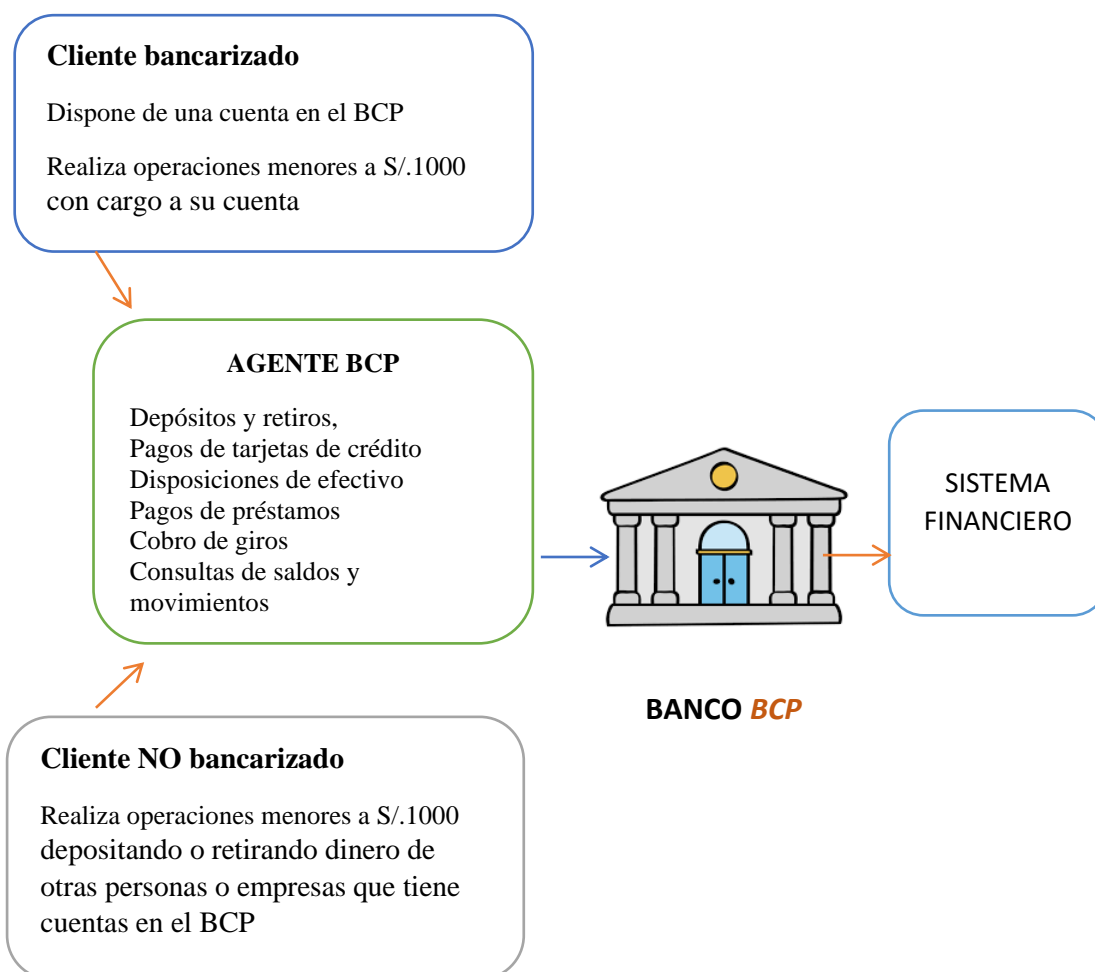 Cliente bancarizado
Dispone de una cuenta en el BCP
Realiza operaciones menores a S/.1000
con cargo a su cuenta
AGENTE BCP
Depósitos y retiros,
Pagos de tarjetas de crédito
Disposiciones de efectivo
Pagos de préstamos
Cobro de giros
Consultas de saldos y
movimientos
BANCO BCP
SISTEMA
FINANCIERO
Cliente NO bancarizado
Realiza operaciones menores a S/.1000
depositando o retirando dinero de
otras personas o empresas que tiene
cuentas en el BCP